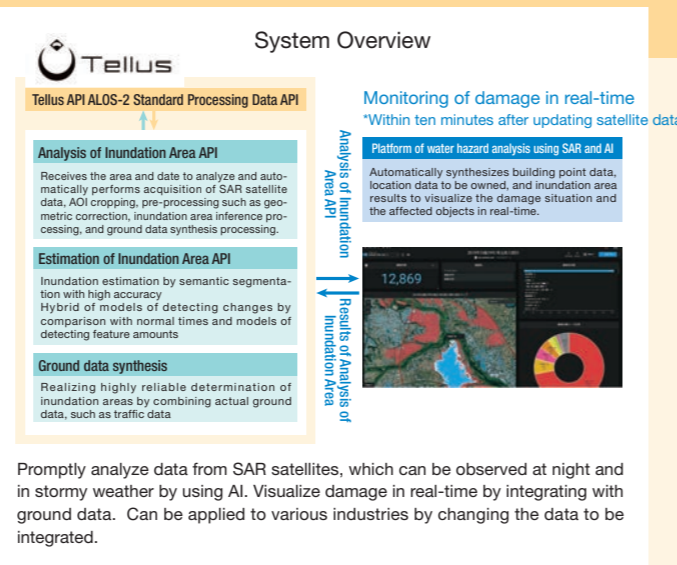 System Overview
Tellus
Tellus API ALOS-2 Standard Processing Data API
Analysis of Inundation Area API
Receives the area and date to analyze and auto-
matically performs acquisition of SAR satellite
data, AOI cropping, pre-processing such as geo-
metric correction, inundation area inference pro-
cessing, and ground data synthesis processing.
Estimation of Inundation Area API
Inundation estimation by semantic segmenta-
tion with high accuracy
Hybrid of models of detecting changes by
comparison with normal times and models of
detecting feature amounts
Ground data synthesis
Realizing highly reliable determination of
inundation areas by combining actual ground
data, such as traffic data
Analysis of Inundation
Area API
Results of Analysis of
Inundation Area
Monitoring of damage in real-time
*Within ten minutes after updating satellite data
Platform of water hazard analysis using SAR and AI
Automatically synthesizes building point data,
location data to be owned, and inundation area
results to visualize the damage situation and
the affected objects in real-time.
12,869
Promptly analyze data from SAR satellites, which can be observed at night and
in stormy weather by using AI. Visualize damage in real-time by integrating with
ground data. Can be applied to various industries by changing the data to be
integrated.